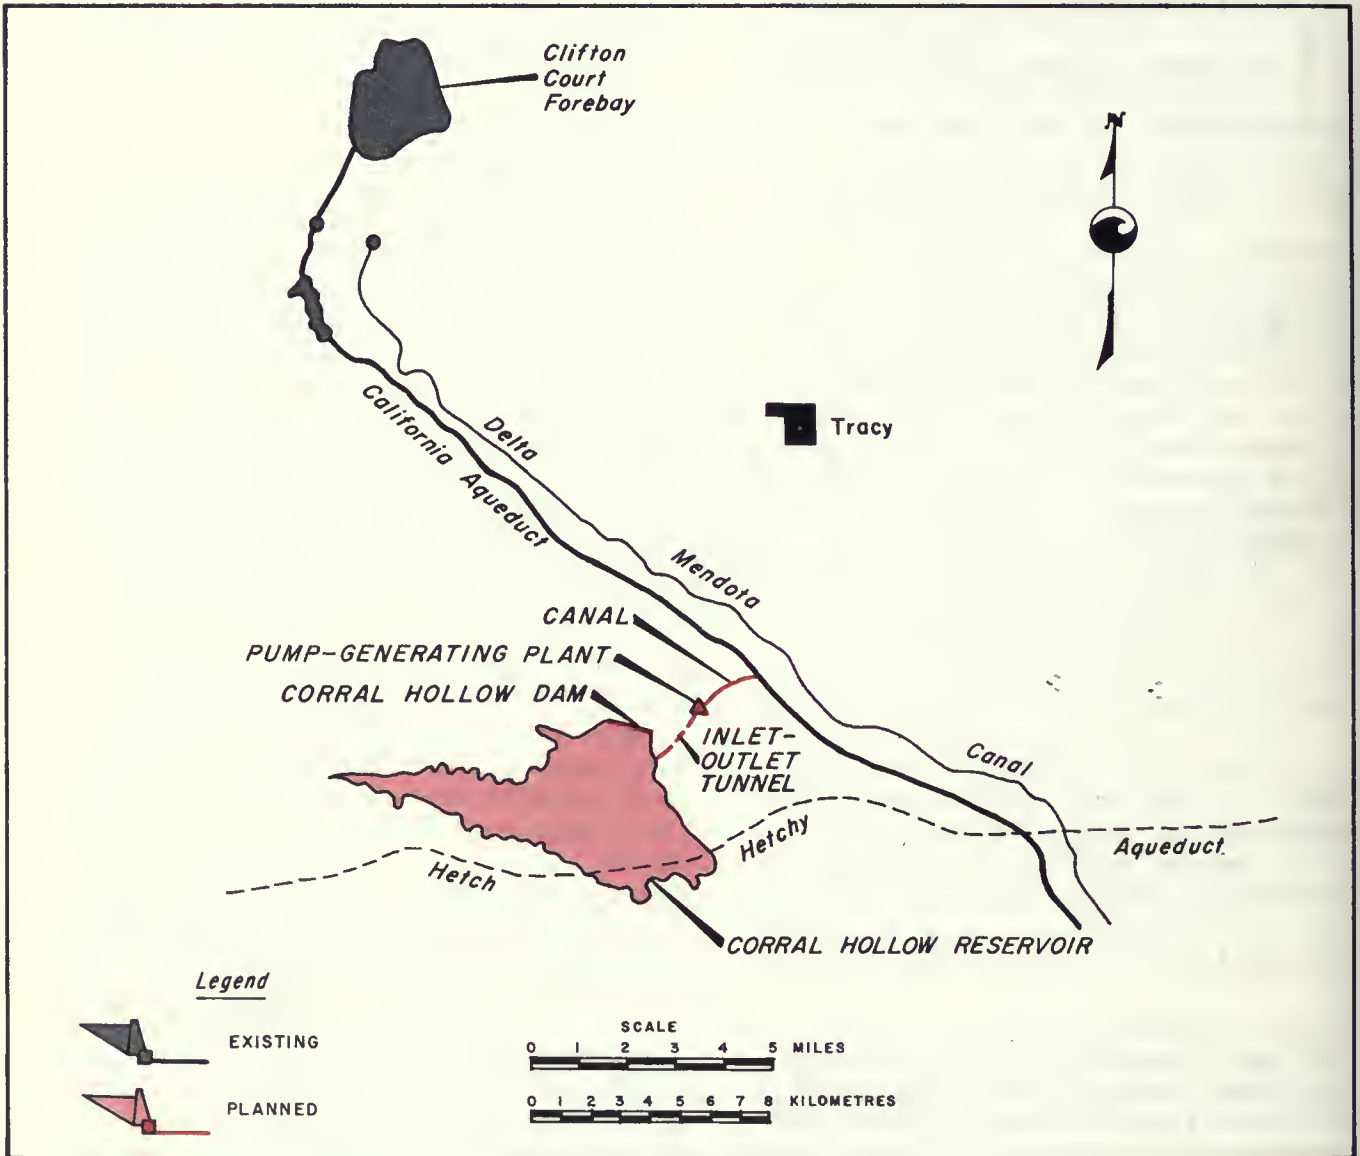 Clifton
Court
Forebay
N
Tracy
California Aqueduct
Delta
Mendota
Canal
CANAL
PUMP-GENERATING PLANT
CORRAL HOLLOW DAM
INLET-
OUTLET
TUNNEL
Hetch
Hetchy
Aqueduct
CORRAL HOLLOW RESERVOIR
Legend
EXISTING
PLANNED
SCALE
0 1 2 3 4 5 MILES
0 1 2 3 4 5 6 7 8 KILOMETRES